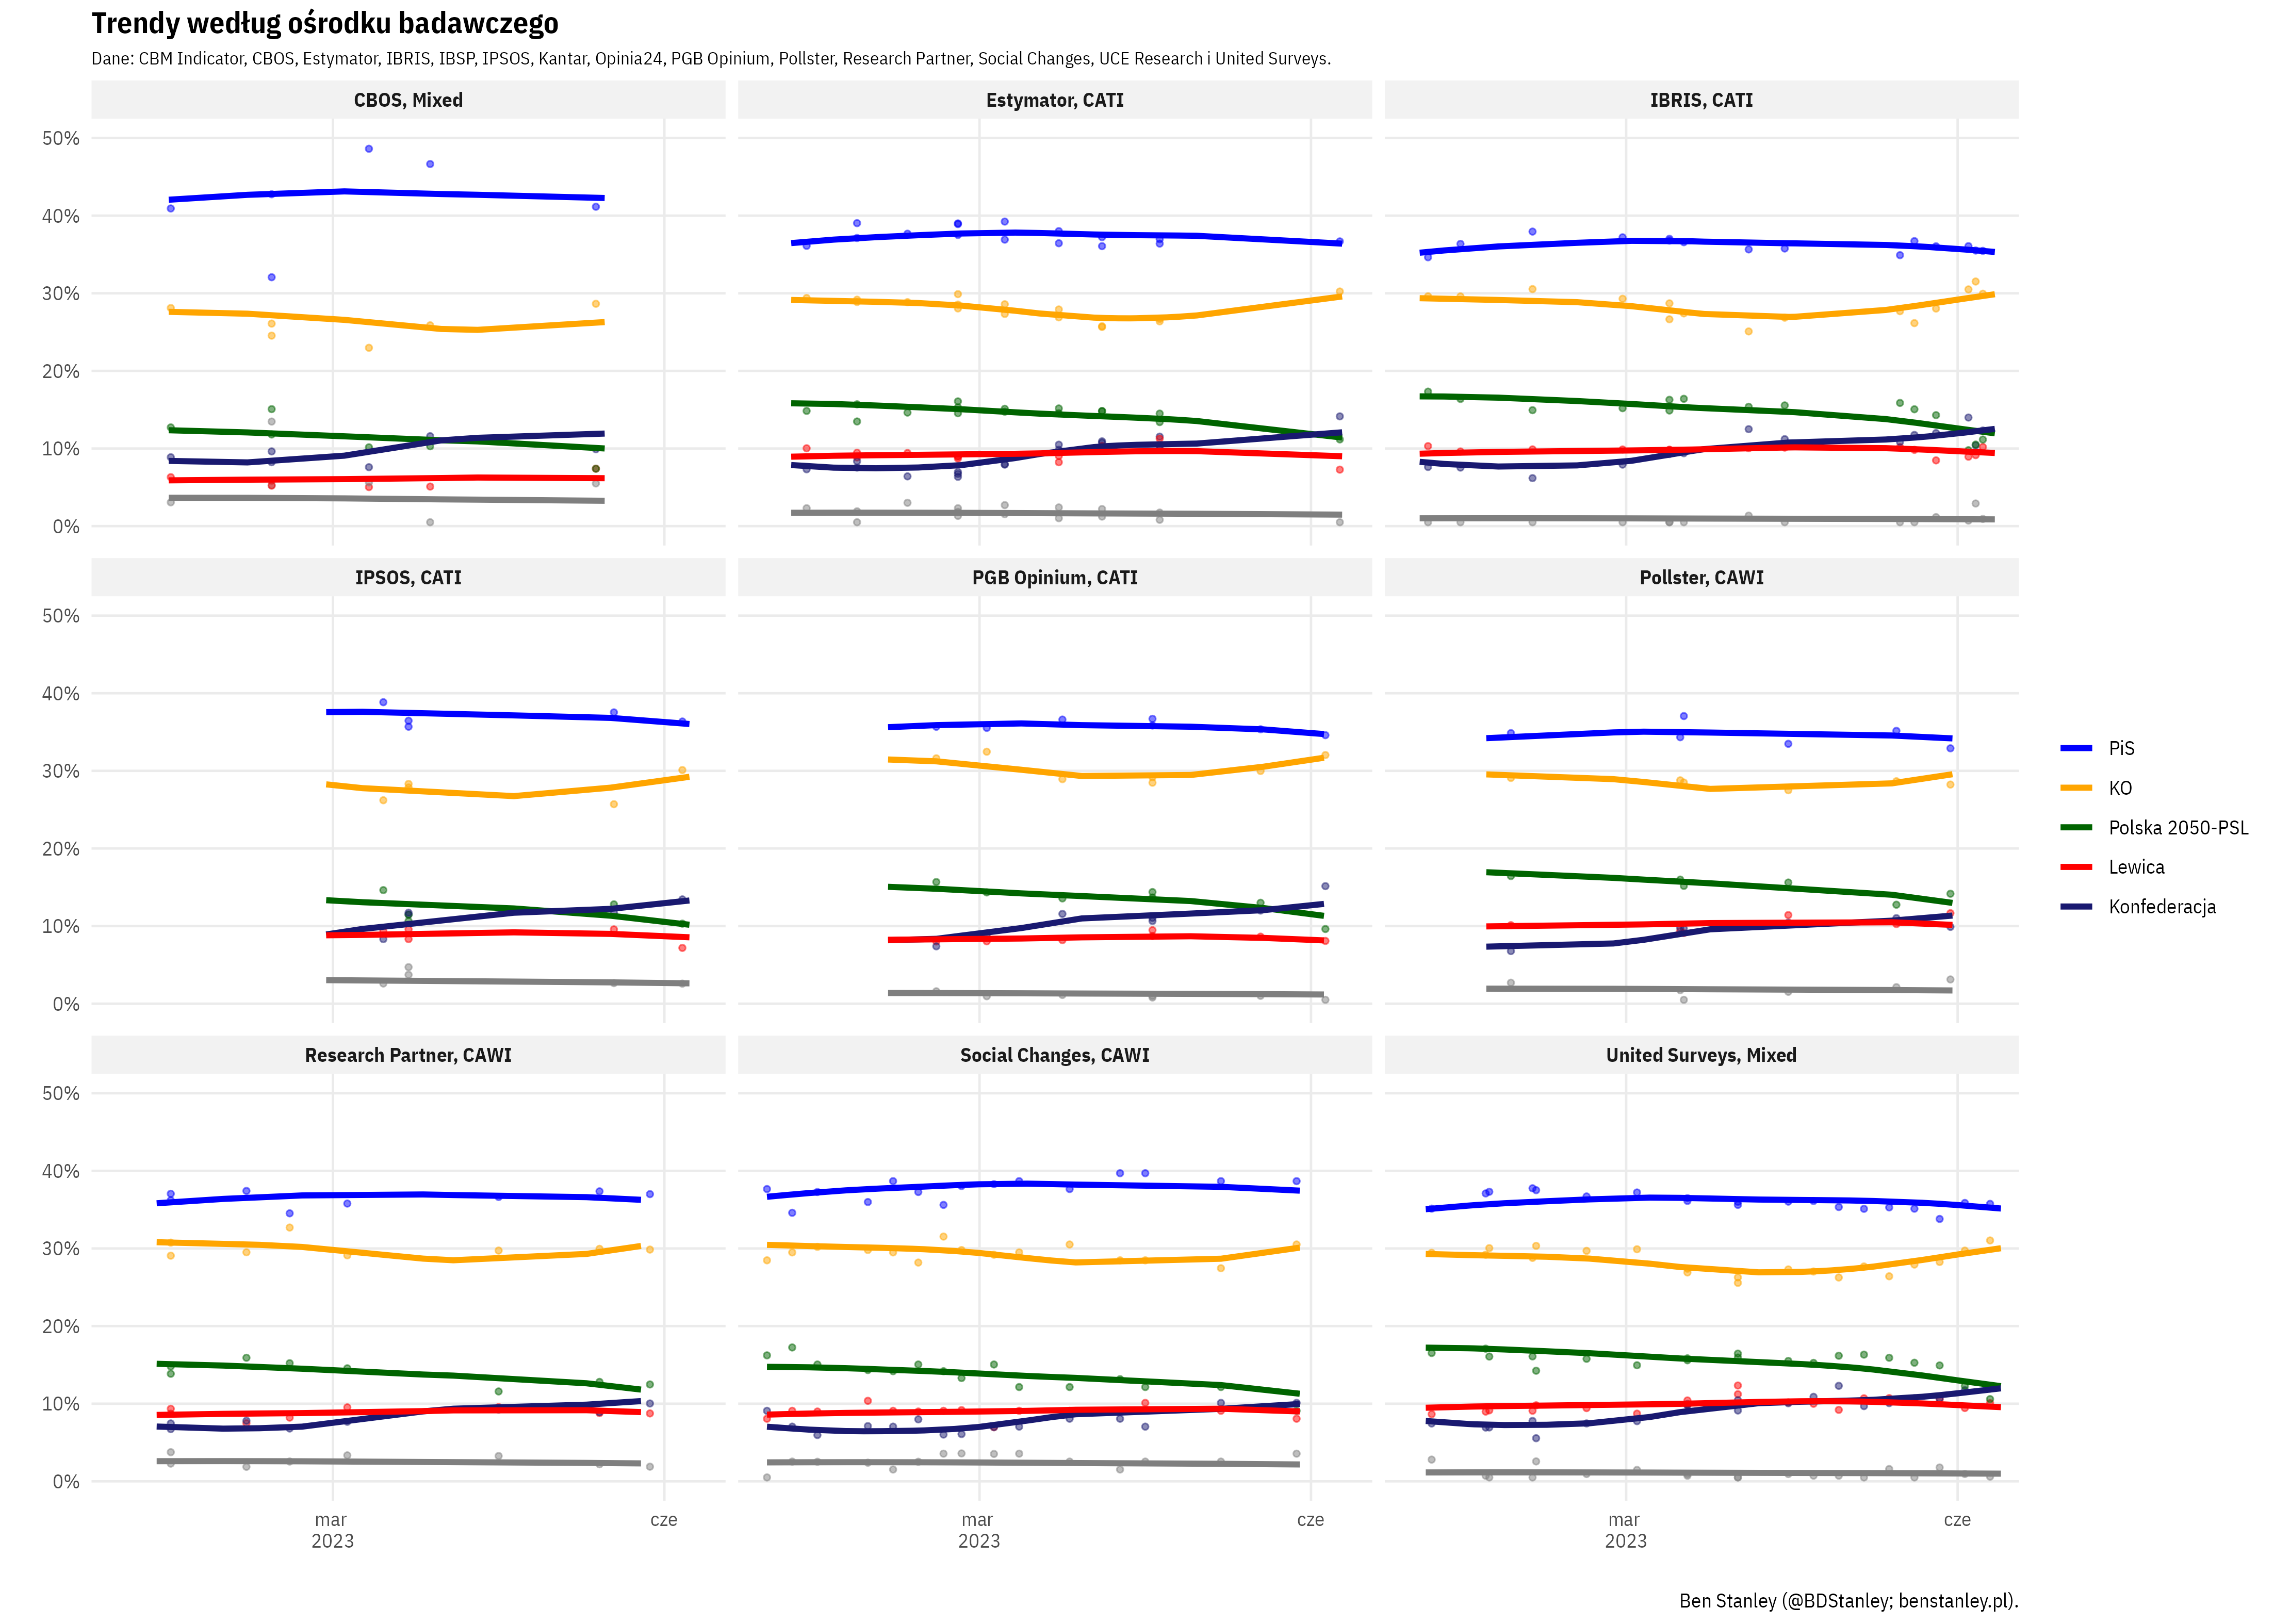 Trendy według ośrodku badawczego
Dane: CBM Indicator, CBOS, Estymator, IBRIS, IBSP, IPSOS, Kantar, Opinia24, PGB Opinium, Pollster, Research Partner, Social Changes, UCE Research i United Surveys.
CBOS, Mixed
Estymator, CATI
IBRIS, CATI
50%
40%
30%
20%
10%
0%
IPSOS, CATI
PGB Opinium, CATI
Pollster, CAWI
50%
40%
30%
20%
10%
0%
PiS
KO
Polska 2050-PSL
Lewica
Konfederacja
Research Partner, CAWI
Social Changes, CAWI
United Surveys, Mixed
50%
40%
30%
20%
10%
0%
mar
2023
cze
mar
2023
cze
mar
2023
cze
Ben Stanley (@BDStanley; benstanley.pl).